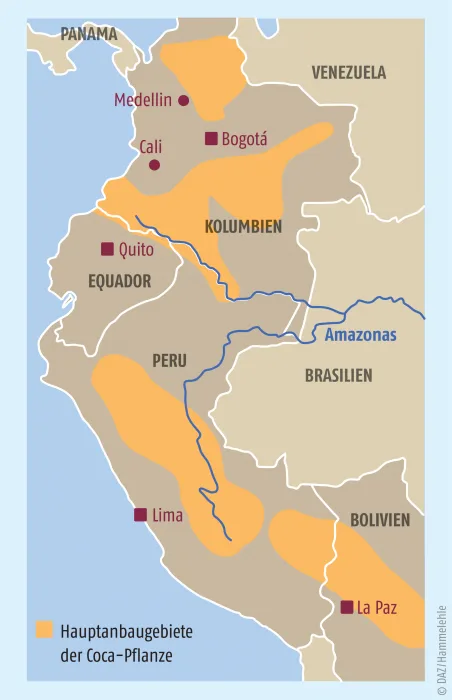 PANAMA
VENEZUELA
Medellin
Bogotá
Cali
KOLUMBIEN
Quito
EQUADOR
Amazonas
PERU
BRASILIEN
Lima
BOLIVIEN
La Paz
Hauptanbaugebiete
der Coca-Pflanze
© DAZ/Hammelehle